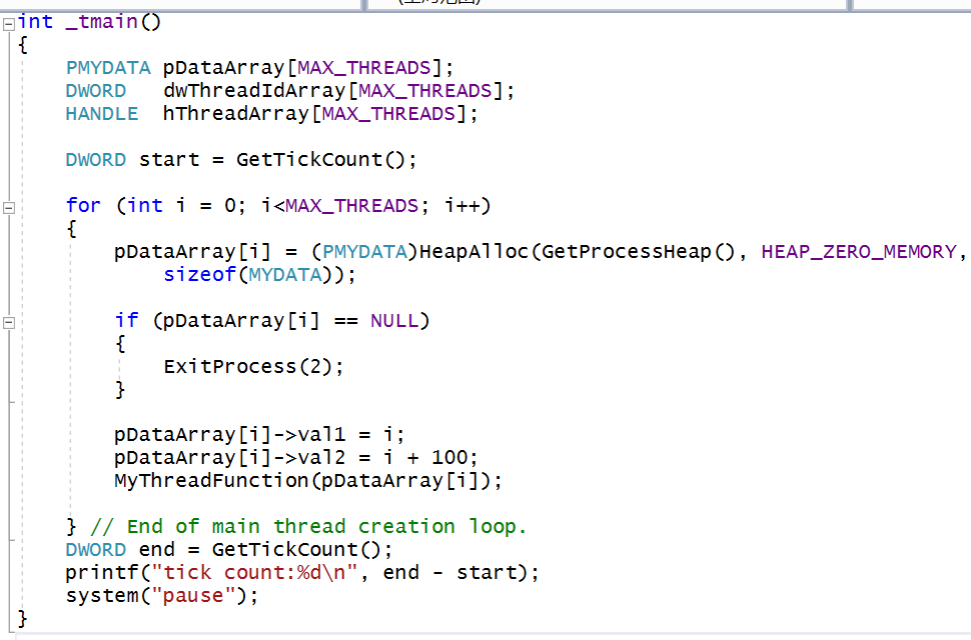 int _tmain()
{
    PMYDATA pDataArray[MAX_THREADS];
    DWORD   dwThreadIdArray[MAX_THREADS];
    HANDLE  hThreadArray[MAX_THREADS];
    DWORD start = GetTickCount();
    for (int i = 0; i<MAX_THREADS; i++)
    {
        pDataArray[i] = (PMYDATA)HeapAlloc(GetProcessHeap(), HEAP_ZERO_MEMORY,
            sizeof(MYDATA));
        if (pDataArray[i] == NULL)
        {
            ExitProcess(2);
        }
        pDataArray[i]->val1 = i;
        pDataArray[i]->val2 = i + 100;
        MyThreadFunction(pDataArray[i]);
    } // End of main thread creation loop.
    DWORD end = GetTickCount();
    printf("tick count:%d\n", end - start);
    system("pause");
}